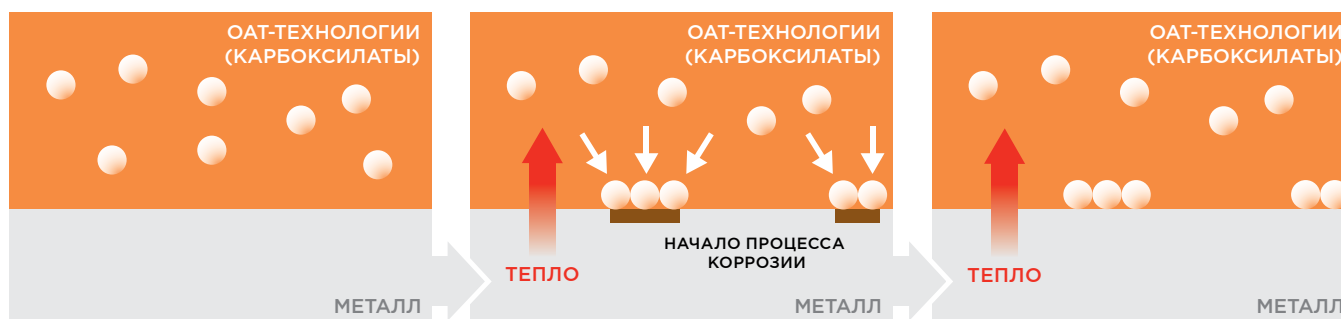 ОАТ-ТЕХНОЛОГИИ
(КАРБОКСИЛАТЫ)
МЕТАЛЛ
ОАТ-ТЕХНОЛОГИИ
(КАРБОКСИЛАТЫ)
НАЧАЛО ПРОЦЕССА
КОРРОЗИИ
ТЕПЛО
МЕТАЛЛ
ОАТ-ТЕХНОЛОГИИ
(КАРБОКСИЛАТЫ)
ТЕПЛО
МЕТАЛЛ